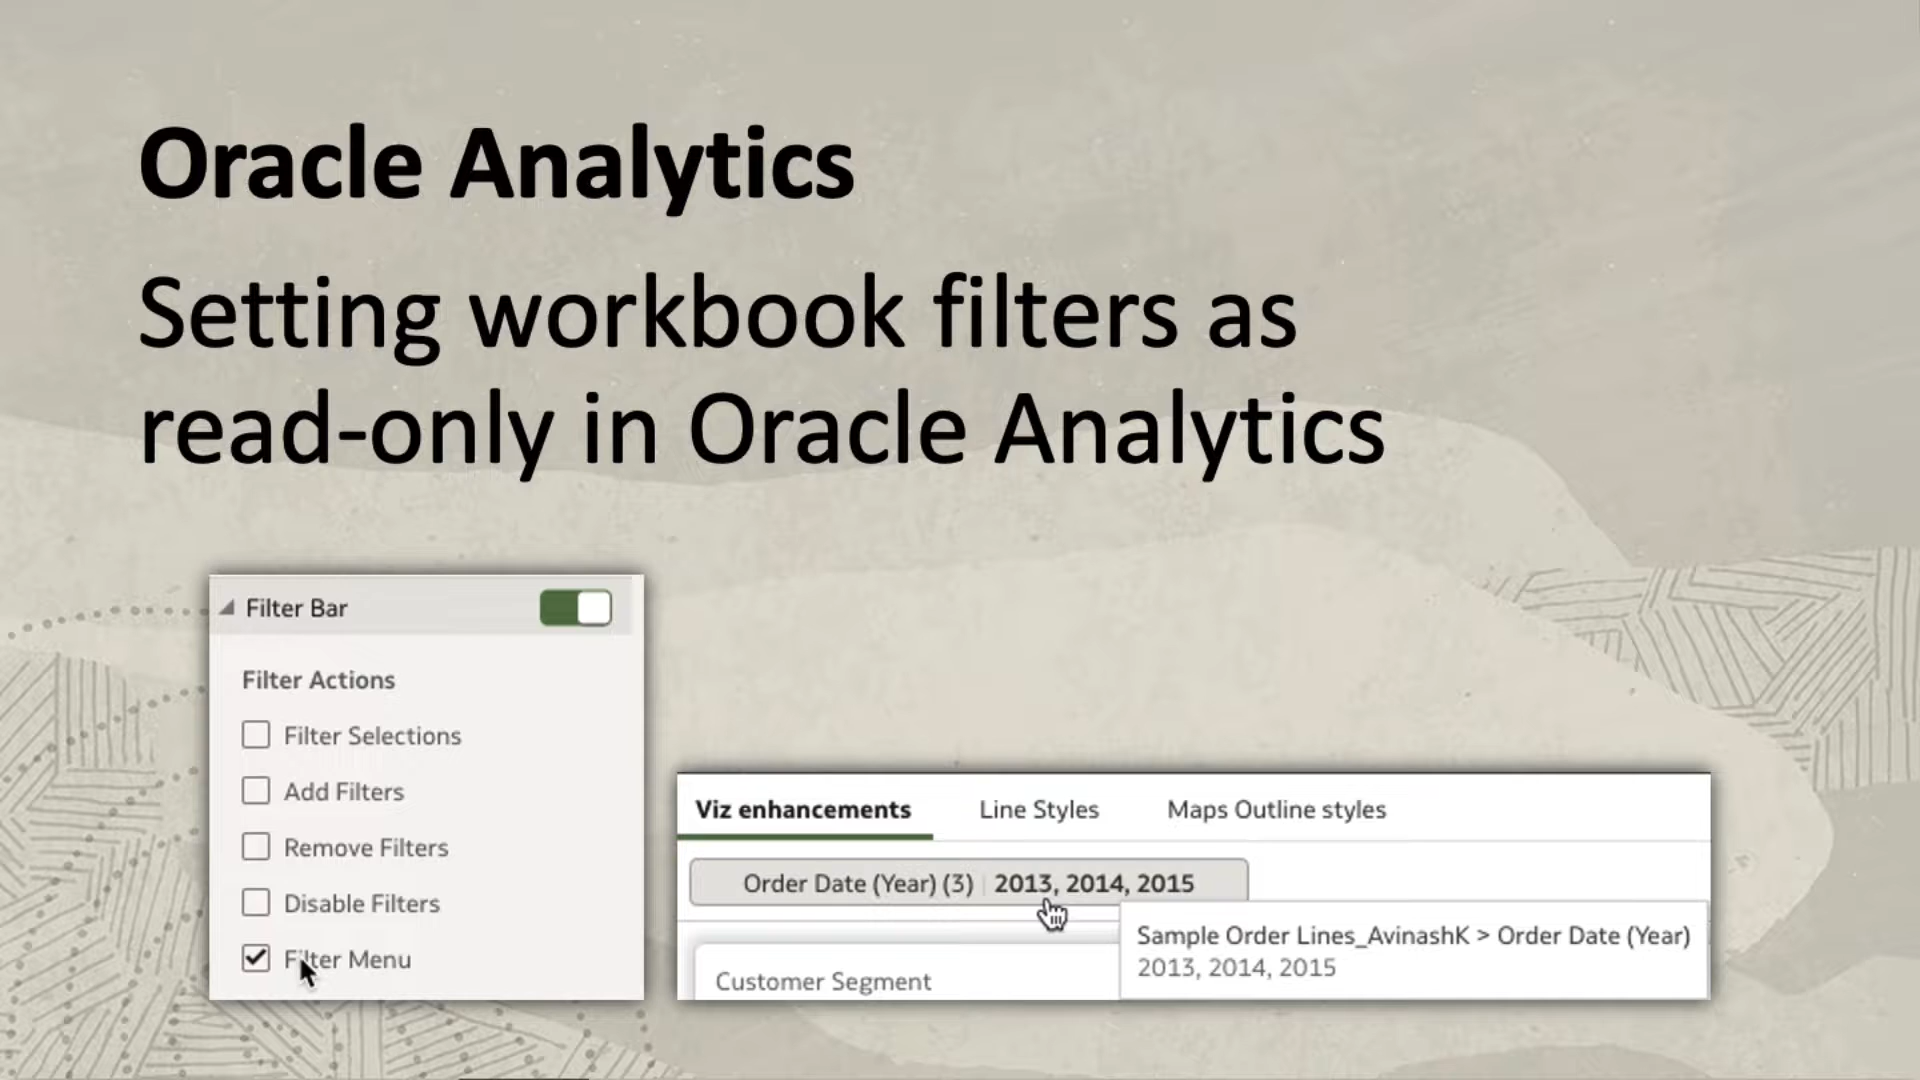 Oracle Analytics
Setting workbook filters as
read-only in Oracle Analytics
Filter Bar
Filter Actions
Filter Selections
Add Filters
Remove Filters
Disable Filters
Filter Menu
Viz enhancements Line Styles Maps Outline styles
Order Date (Year) (3) 2013, 2014, 2015
Sample Order Lines_AvinashK > Order Date (Year)
2013, 2014, 2015
Customer Segment